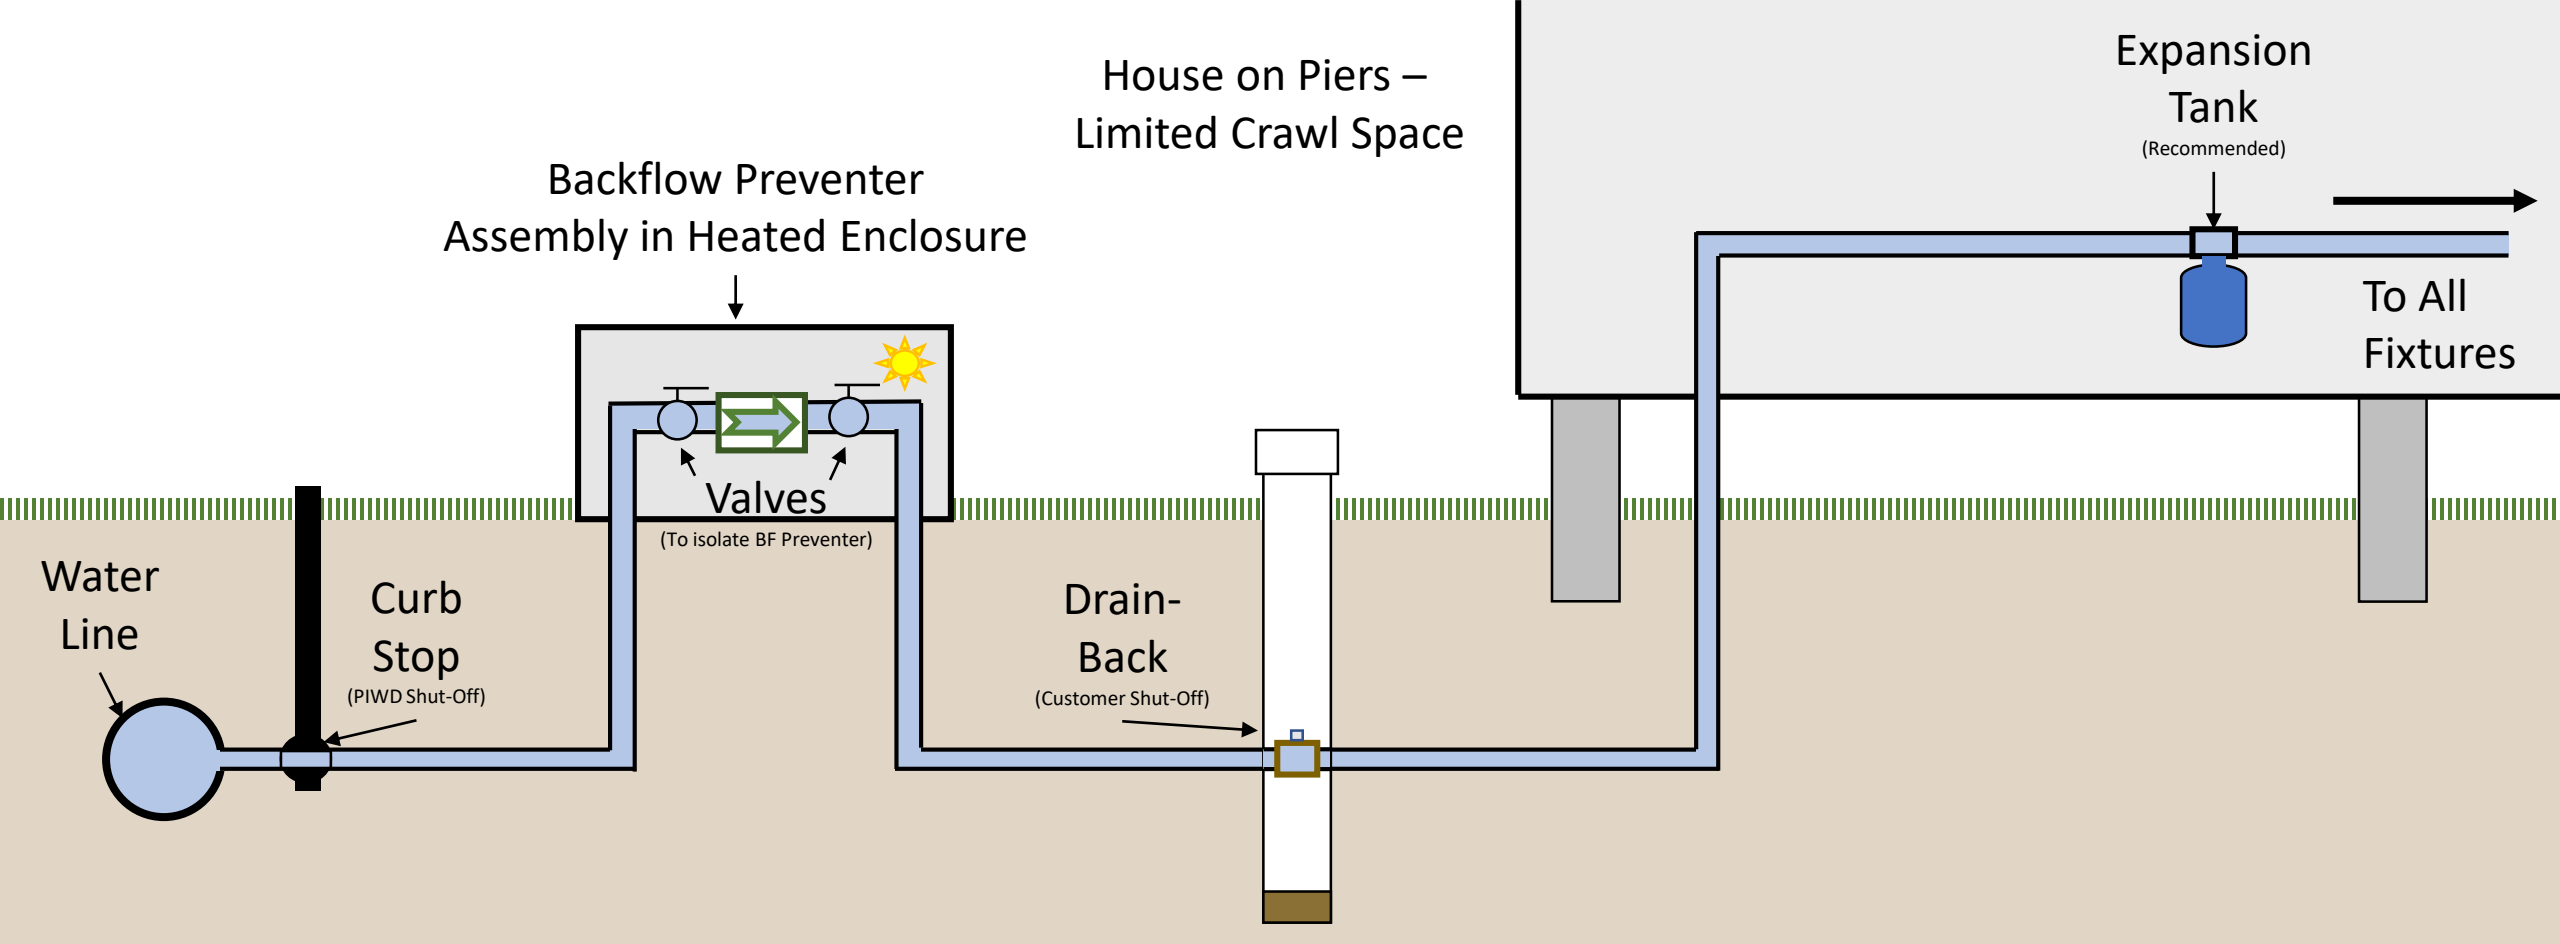 House on Piers –
Limited Crawl Space
Expansion
Tank
(Recommended)
Backflow Preventer
Assembly in Heated Enclosure
To All
Fixtures
Valves
(To isolate BF Preventer)
Water
Line
Curb
Stop
(PIWD Shut-Off)
Drain-
Back
(Customer Shut-Off)